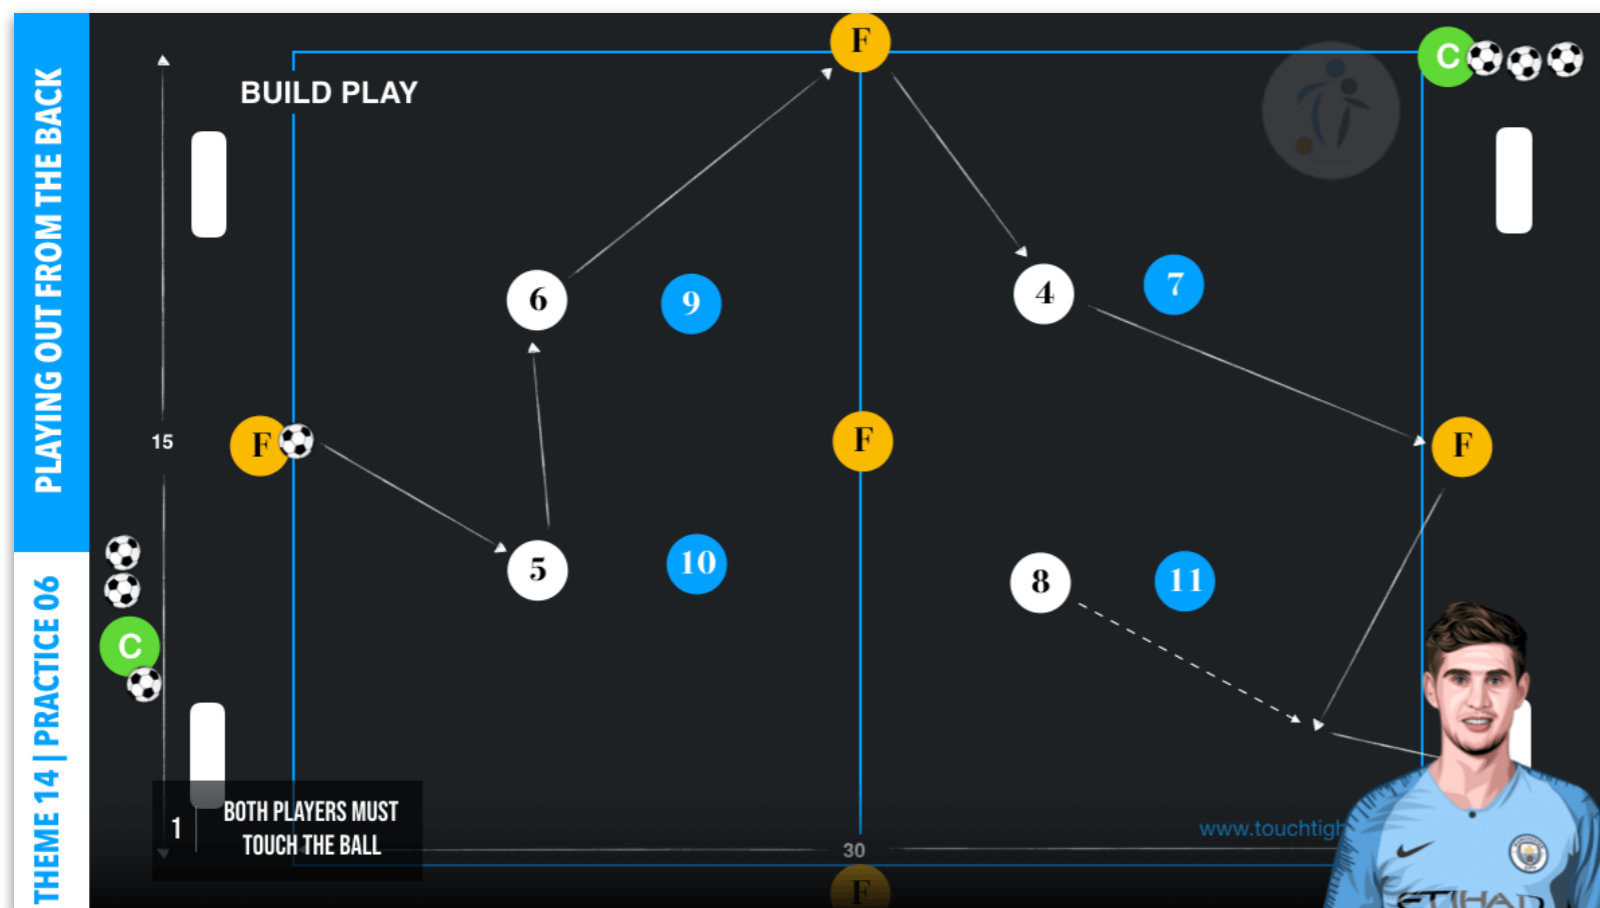 PLAYING OUT FROM THE BACK
THEME 14 | PRACTICE 06
BUILD PLAY
F
C
6
9
4
7
15
F
F
F
5
10
8
11
C
1
BOTH PLAYERS MUST
TOUCH THE BALL
www.touchtigh
30
F
ETIHAD